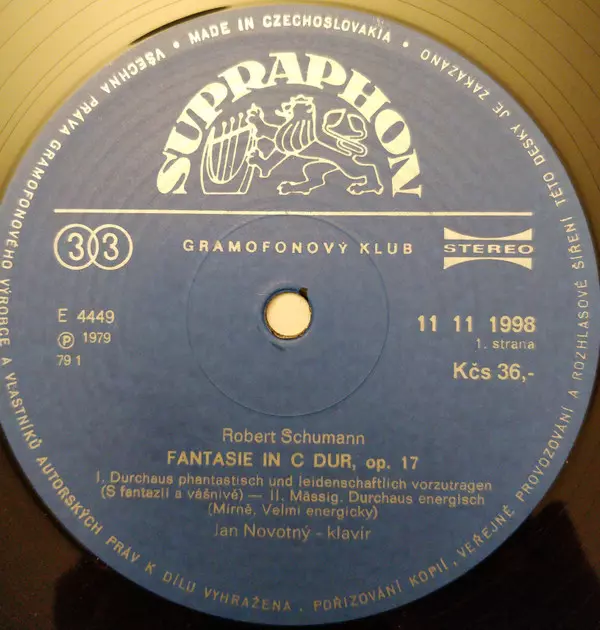 VŠECHNA PRÁVA GRAMOFONOVÉHO VÝROBCE A VLASTNÍKŮ AUTORSKÝCH PRÁV K DÍLU VYHRAŽENA. POŘIZOVÁNÍ KOPIÍ, VEŘEJNÉ PROVOZOVÁNÍ A ROZHLASOVÉ ŠÍŘENÍ TÉTO DESKY JE ZAKÁZÁNO
• MADE IN CZECHOSLOVAKIA •
SUPRAPHON
33
GRAMOFONOVÝ KLUB
STEREO
E 4449
Ⓟ 1979
79 1
11 11 1998
1. strana
Kčs 36,-
Robert Schumann
FANTASIE IN C DUR, op. 17
I. Durchaus phantastisch und leidenschaftlich vorzutragen
(S fantazií a vášnivě) — II. Mässig. Durchaus energisch
(Mírně. Velmi energicky)
Jan Novotný - klavír